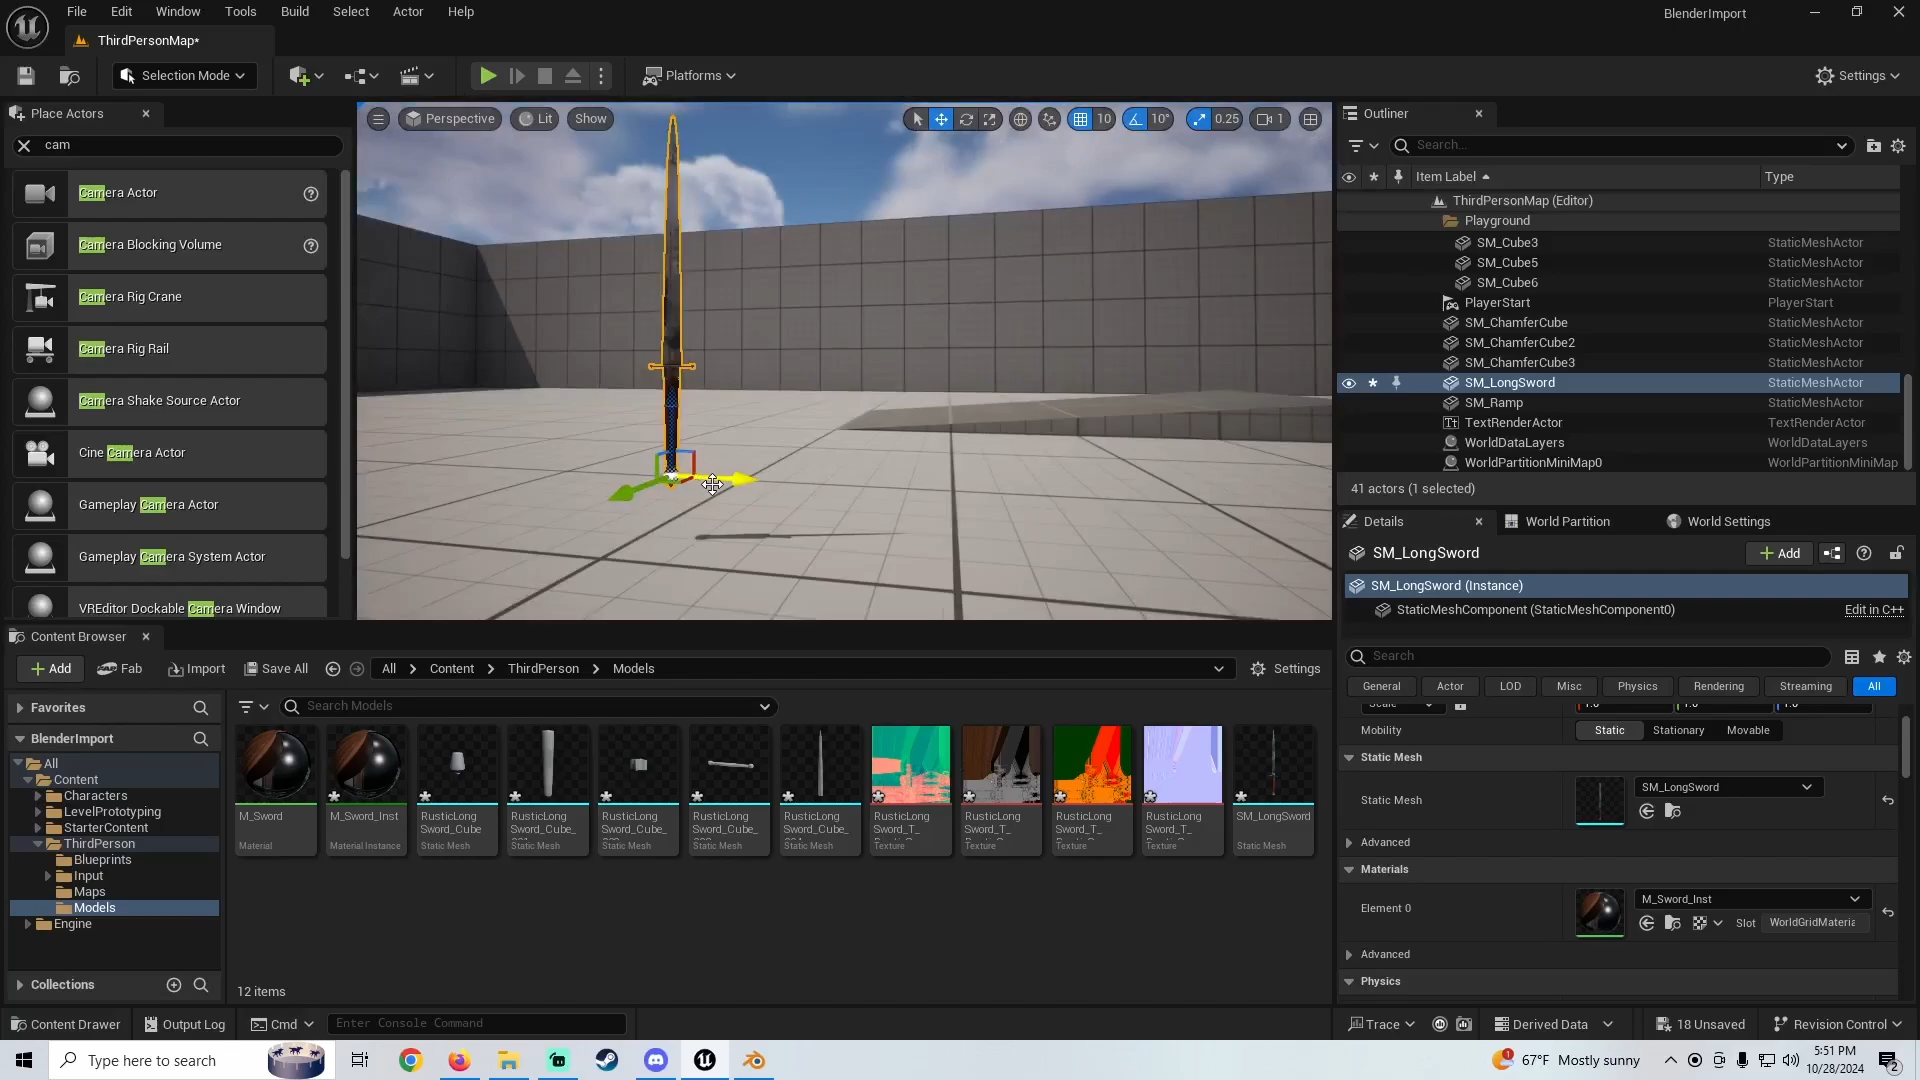 File Edit Window Tools Build Select Actor Help
BlenderImport
ThirdPersonMap*
Selection Mode
Platforms
Settings
Place Actors
cam
Camera Actor
Camera Blocking Volume
Camera Rig Crane
Camera Rig Rail
Camera Shake Source Actor
Cine Camera Actor
Gameplay Camera Actor
Gameplay Camera System Actor
VREditor Dockable Camera Window
Perspective Lit Show
10 10° 0.25 1
Outliner
Search...
Item Label Type
ThirdPersonMap (Editor)
Playground
SM_Cube3 StaticMeshActor
SM_Cube5 StaticMeshActor
SM_Cube6 StaticMeshActor
PlayerStart PlayerStart
SM_ChamferCube StaticMeshActor
SM_ChamferCube2 StaticMeshActor
SM_ChamferCube3 StaticMeshActor
SM_LongSword StaticMeshActor
SM_Ramp StaticMeshActor
TextRenderActor TextRenderActor
WorldDataLayers WorldDataLayers
WorldPartitionMiniMap0 WorldPartitionMiniMap
41 actors (1 selected)
Details World Partition World Settings
SM_LongSword
Add
SM_LongSword (Instance)
StaticMeshComponent (StaticMeshComponent0) Edit in C++
Search
General Actor LOD Misc Physics Rendering Streaming All
Mobility Static Stationary Movable
Static Mesh
Static Mesh SM_LongSword
Advanced
Materials
Element 0 M_Sword_Inst
Slot WorldGridMateria
Advanced
Physics
Content Browser
Add Fab Import Save All All Content ThirdPerson Models Settings
Favorites
BlenderImport
All
Content
Characters
LevelPrototyping
StarterContent
ThirdPerson
Blueprints
Input
Maps
Models
Engine
Collections
Search Models
M_Sword
Material
M_Sword_Inst
Material Instance
RusticLong
Sword_Cube
Static Mesh
RusticLong
Sword_Cube_
Static Mesh
RusticLong
Sword_Cube_
Static Mesh
RusticLong
Sword_Cube_
Static Mesh
RusticLong
Sword_Cube_
Static Mesh
RusticLong
Sword_T_
Texture
RusticLong
Sword_T_
Texture
RusticLong
Sword_T_
Texture
RusticLong
Sword_T_
Texture
SM_LongSword
Static Mesh
12 items
Content Drawer Output Log Cmd Enter Console Command
Trace Derived Data 18 Unsaved Revision Control
Type here to search
67°F Mostly sunny
5:51 PM
10/28/2024
2